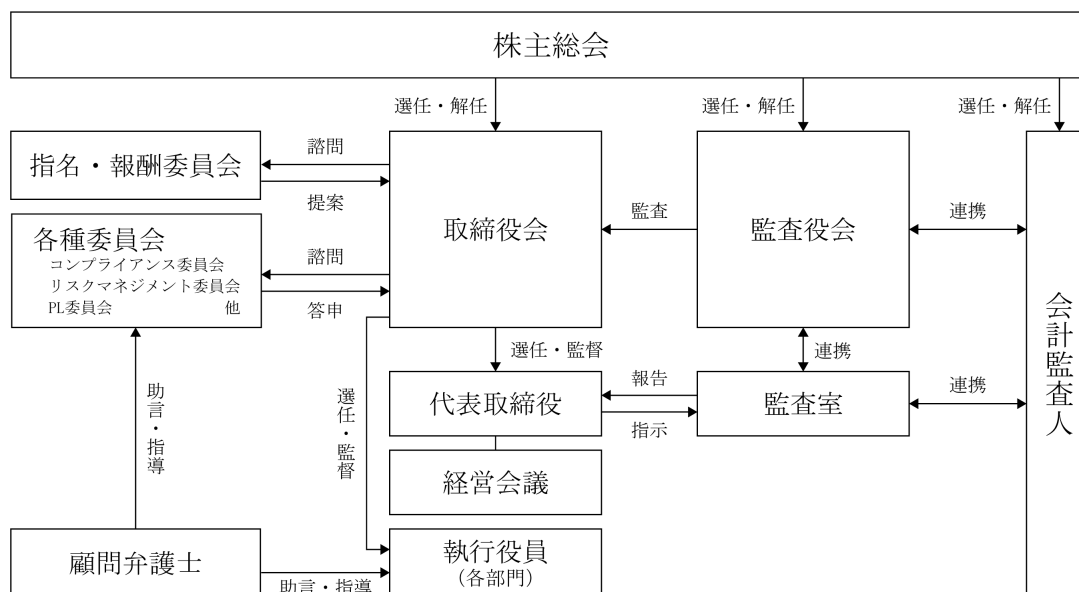 株主総会
選任・解任
選任・解任
選任・解任
指名・報酬委員会
諮問
提案
取締役会
監査
監査役会
連携
各種委員会
コンプライアンス委員会
リスクマネジメント委員会
PL委員会 他
諮問
答申
会計監査人
選任・監督
連携
助言・指導
選任・監督
代表取締役
報告
指示
監査室
連携
経営会議
顧問弁護士
助言・指導
執行役員
（各部門）